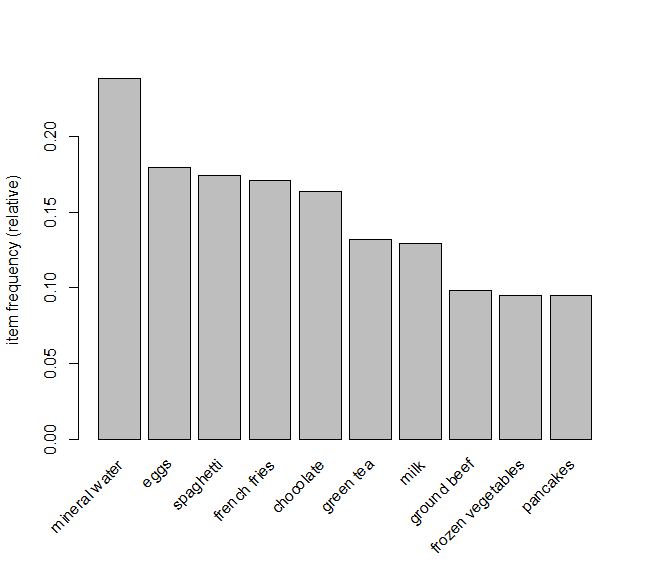 item frequency (relative)
0.20
0.15
0.10
0.05
0.00
mineral water
eggs
spaghetti
french fries
chocolate
green tea
milk
ground beef
frozen vegetables
pancakes